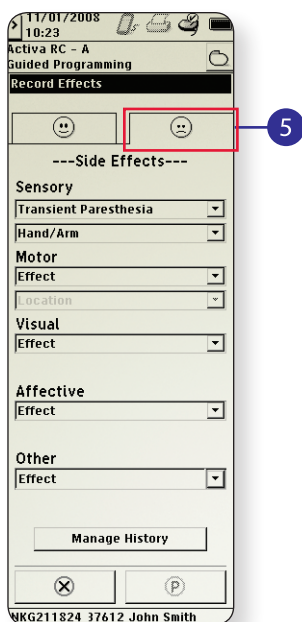 11/01/2008
10:23
Activa RC - A
Guided Programming
Record Effects
5
---Side Effects---
Sensory
Transient Paresthesia
Hand/Arm
Motor
Effect
Location
Visual
Effect
Affective
Effect
Other
Effect
Manage History
P
NKG211824 37612 John Smith